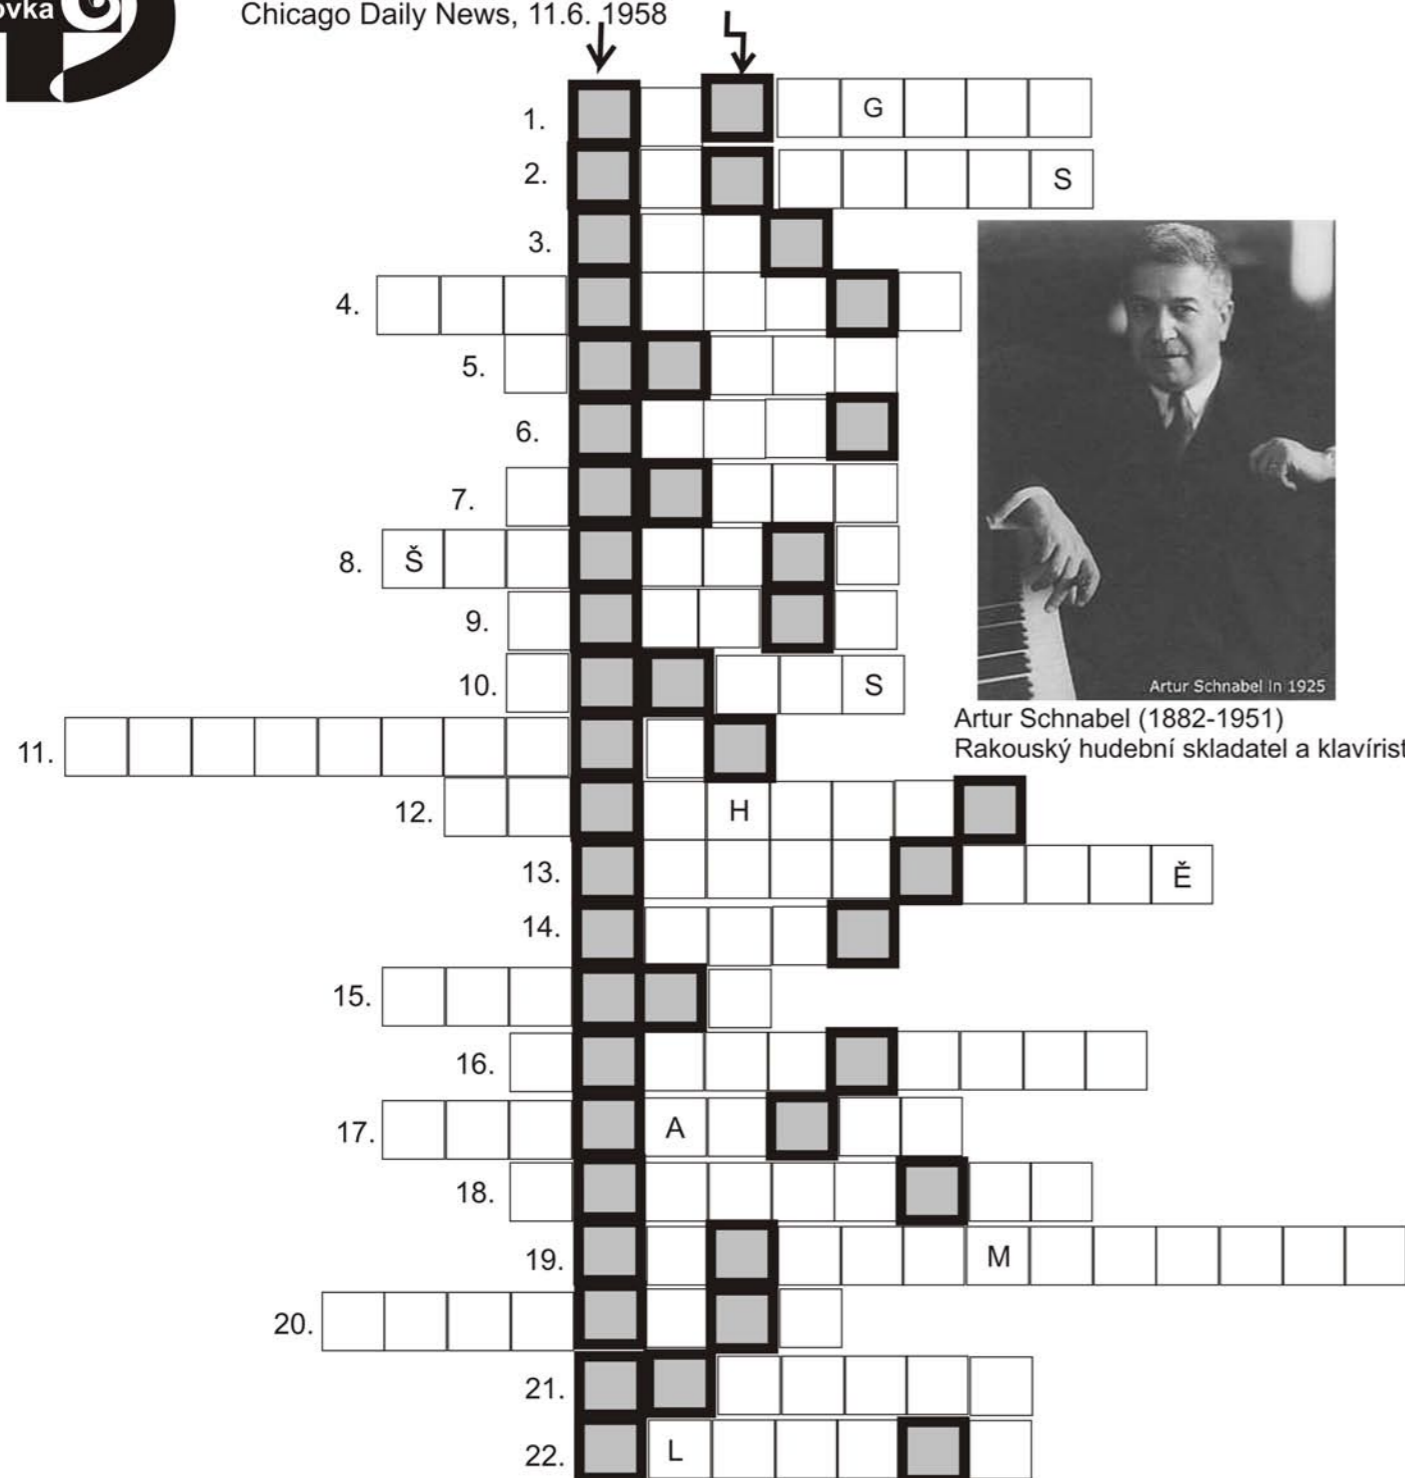 Chicago Daily News, 11.6. 1958
1. G
2. S
3.
4.
5.
6.
7.
8. Š
9.
10. S
11.
12. H
13. Ě
14.
15.
16.
17. A
18.
19. M
20.
21.
22. L
Artur Schnabel in 1925
Artur Schnabel (1882-1951)
Rakouský hudební skladatel a klavírist